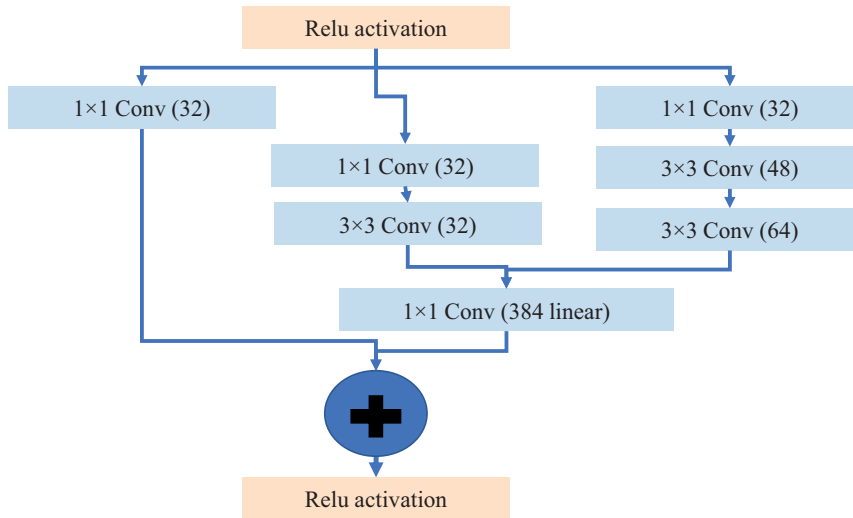 Relu activation
1×1 Conv (32)
1×1 Conv (32)
1×1 Conv (32)
3×3 Conv (48)
3×3 Conv (32)
3×3 Conv (64)
1×1 Conv (384 linear)
Relu activation